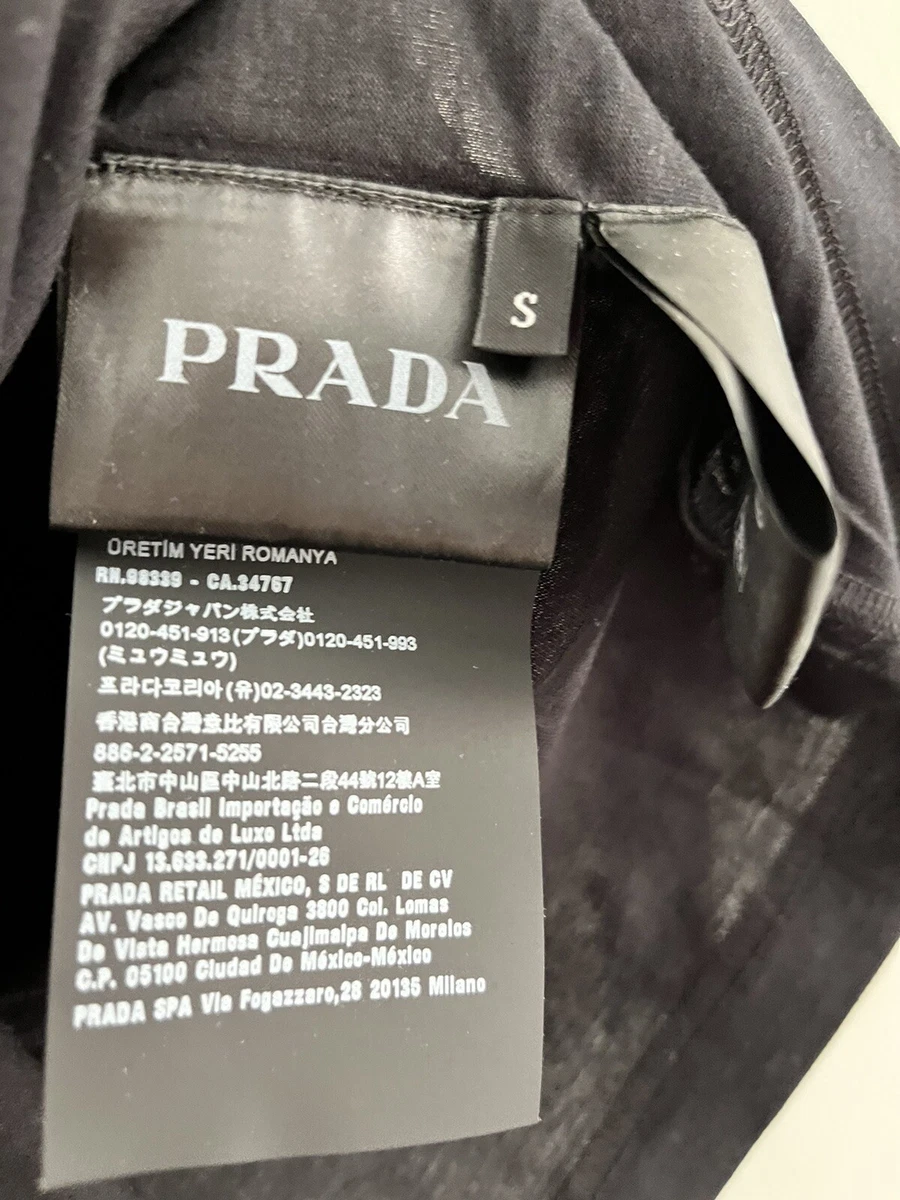 PRADA
S
ÜRETİM YERİ ROMANYA
RN.98339 - CA.34767
プラダジャパン株式会社
0120-451-913(プラダ)0120-451-993
(ミュウミュウ)
프라다코리아(유)02-3443-2323
香港商台灣意比有限公司台灣分公司
886-2-2571-5255
臺北市中山區中山北路二段44號12樓A室
Prada Brasil Importação e Comércio
de Artigos de Luxo Ltda
CNPJ 13.633.271/0001-26
PRADA RETAIL MÉXICO, S DE RL DE CV
AV. Vasco De Quiroga 3800 Col. Lomas
De Vista Hermosa Cuajimalpa De Morelos
C.P. 05100 Ciudad De México-México
PRADA SPA Via Fogazzaro,28 20135 Milano